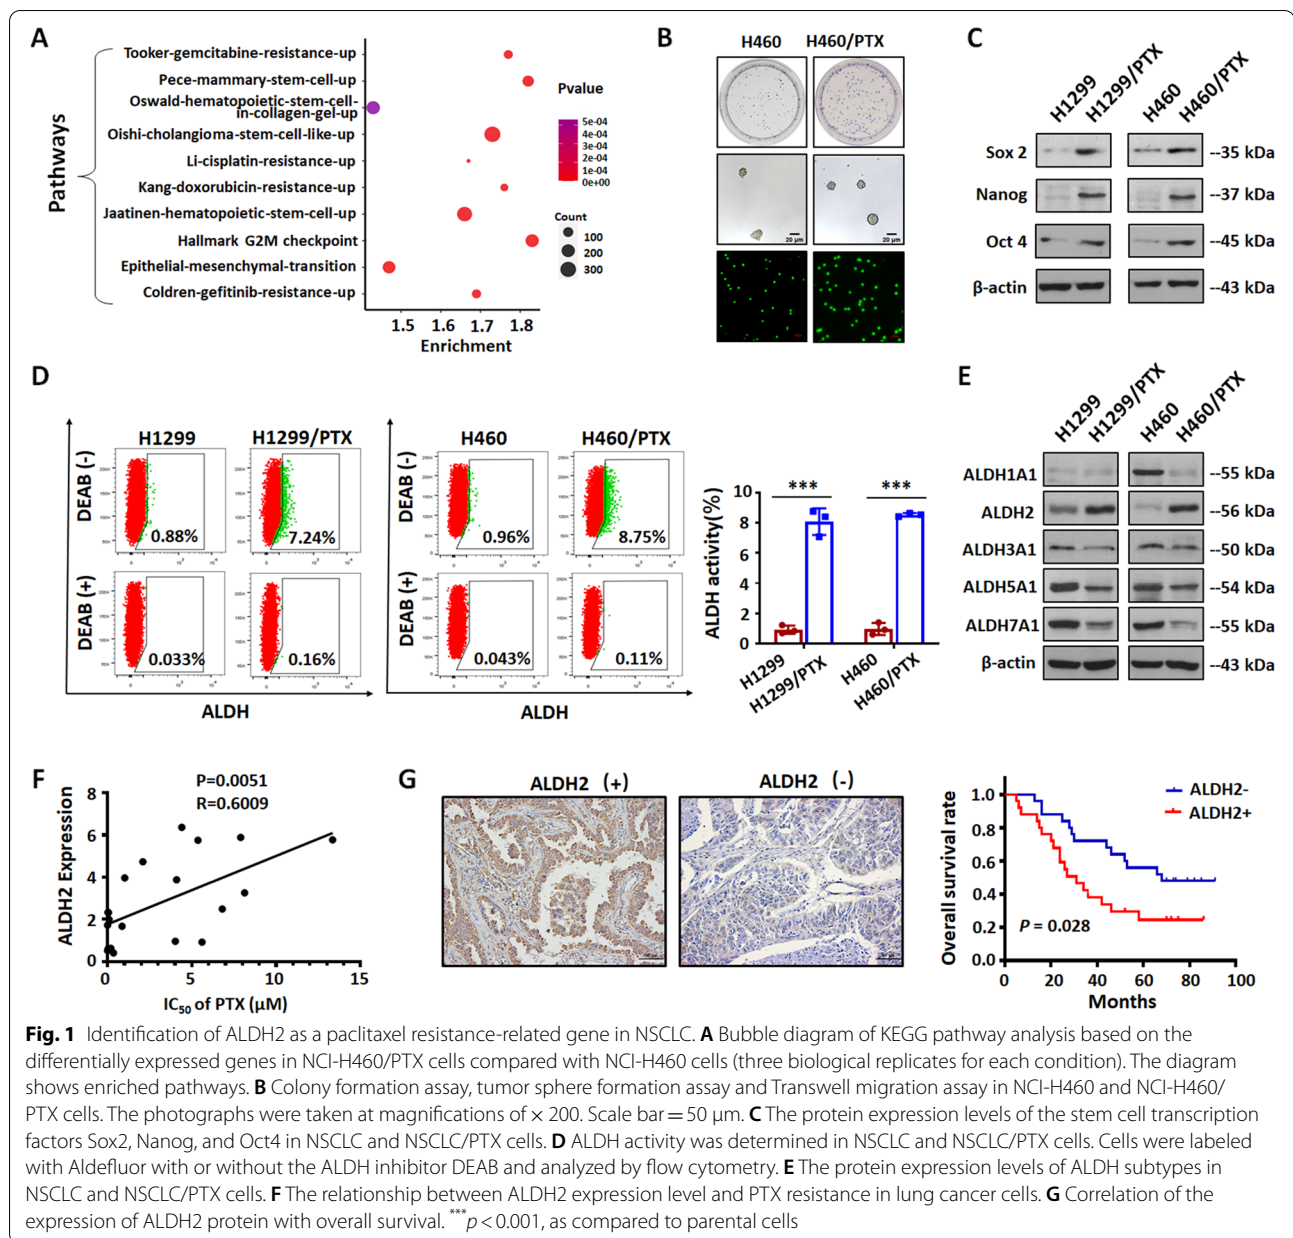 A
Pathways
Tooker-gemcitabine-resistance-up
Pece-mammary-stem-cell-up
Oswald-hematopoietic-stem-cell-
in-collagen-gel-up
Oishi-cholangioma-stem-cell-like-up
Li-cisplatin-resistance-up
Kang-doxorubicin-resistance-up
Jaatinen-hematopoietic-stem-cell-up
Hallmark G2M checkpoint
Epithelial-mesenchymal-transition
Coldren-gefitinib-resistance-up
1.5 1.6 1.7 1.8
Enrichment
Pvalue
5e-04
4e-04
3e-04
2e-04
1e-04
0e+00
Count
100
200
300
B
H460 H460/PTX
20 µm 20 µm
C
H1299 H1299/PTX H460 H460/PTX
Sox 2 --35 kDa
Nanog --37 kDa
Oct 4 --45 kDa
β-actin --43 kDa
D
H1299 H1299/PTX H460 H460/PTX
DEAB (-) 0.88% 7.24% DEAB (-) 0.96% 8.75%
DEAB (+) 0.033% 0.16% DEAB (+) 0.043% 0.11%
ALDH ALDH
ALDH activity(%)
10
8
6
4
2
0
*** ***
H1299 H1299/PTX H460 H460/PTX
E
H1299 H1299/PTX H460 H460/PTX
ALDH1A1 --55 kDa
ALDH2 --56 kDa
ALDH3A1 --50 kDa
ALDH5A1 --54 kDa
ALDH7A1 --55 kDa
β-actin --43 kDa
F
P=0.0051
R=0.6009
ALDH2 Expression
8
6
4
2
0
0 5 10 15
IC50 of PTX (µM)
G
ALDH2 (+) ALDH2 (-)
Overall survival rate
1.0
0.8
0.6
0.4
0.2
0.0
ALDH2-
ALDH2+
P = 0.028
0 20 40 60 80 100
Months
Fig. 1 Identification of ALDH2 as a paclitaxel resistance-related gene in NSCLC. A Bubble diagram of KEGG pathway analysis based on the
differentially expressed genes in NCI-H460/PTX cells compared with NCI-H460 cells (three biological replicates for each condition). The diagram
shows enriched pathways. B Colony formation assay, tumor sphere formation assay and Transwell migration assay in NCI-H460 and NCI-H460/
PTX cells. The photographs were taken at magnifications of × 200. Scale bar = 50 µm. C The protein expression levels of the stem cell transcription
factors Sox2, Nanog, and Oct4 in NSCLC and NSCLC/PTX cells. D ALDH activity was determined in NSCLC and NSCLC/PTX cells. Cells were labeled
with Aldefluor with or without the ALDH inhibitor DEAB and analyzed by flow cytometry. E The protein expression levels of ALDH subtypes in
NSCLC and NSCLC/PTX cells. F The relationship between ALDH2 expression level and PTX resistance in lung cancer cells. G Correlation of the
expression of ALDH2 protein with overall survival. ***p < 0.001, as compared to parental cells